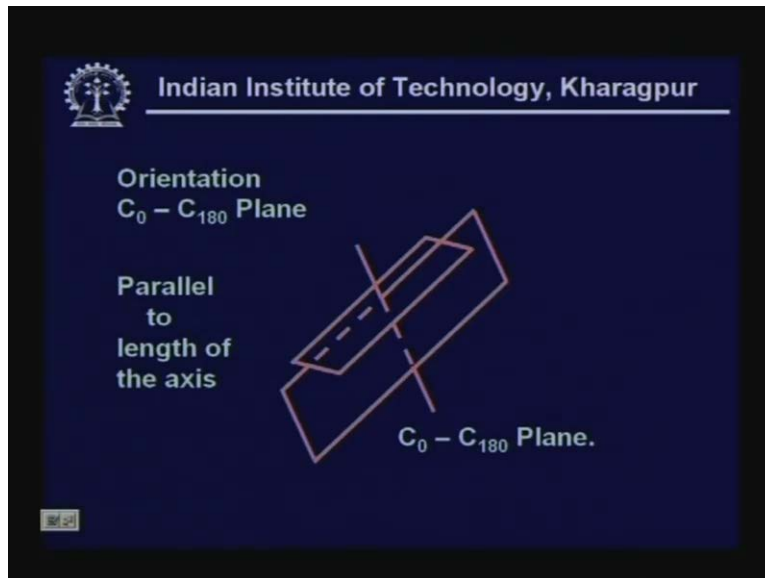 Indian Institute of Technology, Kharagpur
Orientation
C₀ – C₁₈₀ Plane
Parallel
to
length of
the axis
C₀ – C₁₈₀ Plane.